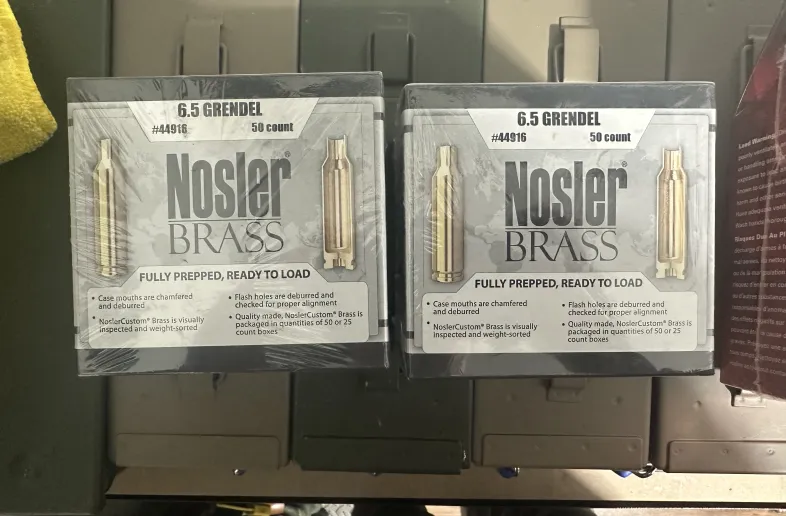 6.5 GRENDEL
#44916 50 count
Nosler®
BRASS
FULLY PREPPED, READY TO LOAD
• Case mouths are chamfered
and deburred
• NoslerCustom® Brass is visually
inspected and weight-sorted
• Flash holes are deburred and
checked for proper alignment
• Quality made, NoslerCustom® Brass is
packaged in quantities of 50 or 25
count boxes
6.5 GRENDEL
#44916 50 count
Nosler®
BRASS
FULLY PREPPED, READY TO LOAD
• Case mouths are chamfered
and deburred
• NoslerCustom® Brass is visually
inspected and weight-sorted
• Flash holes are deburred and
checked for proper alignment
• Quality made, NoslerCustom® Brass is
packaged in quantities of 50 or 25
count boxes
Lead Warning